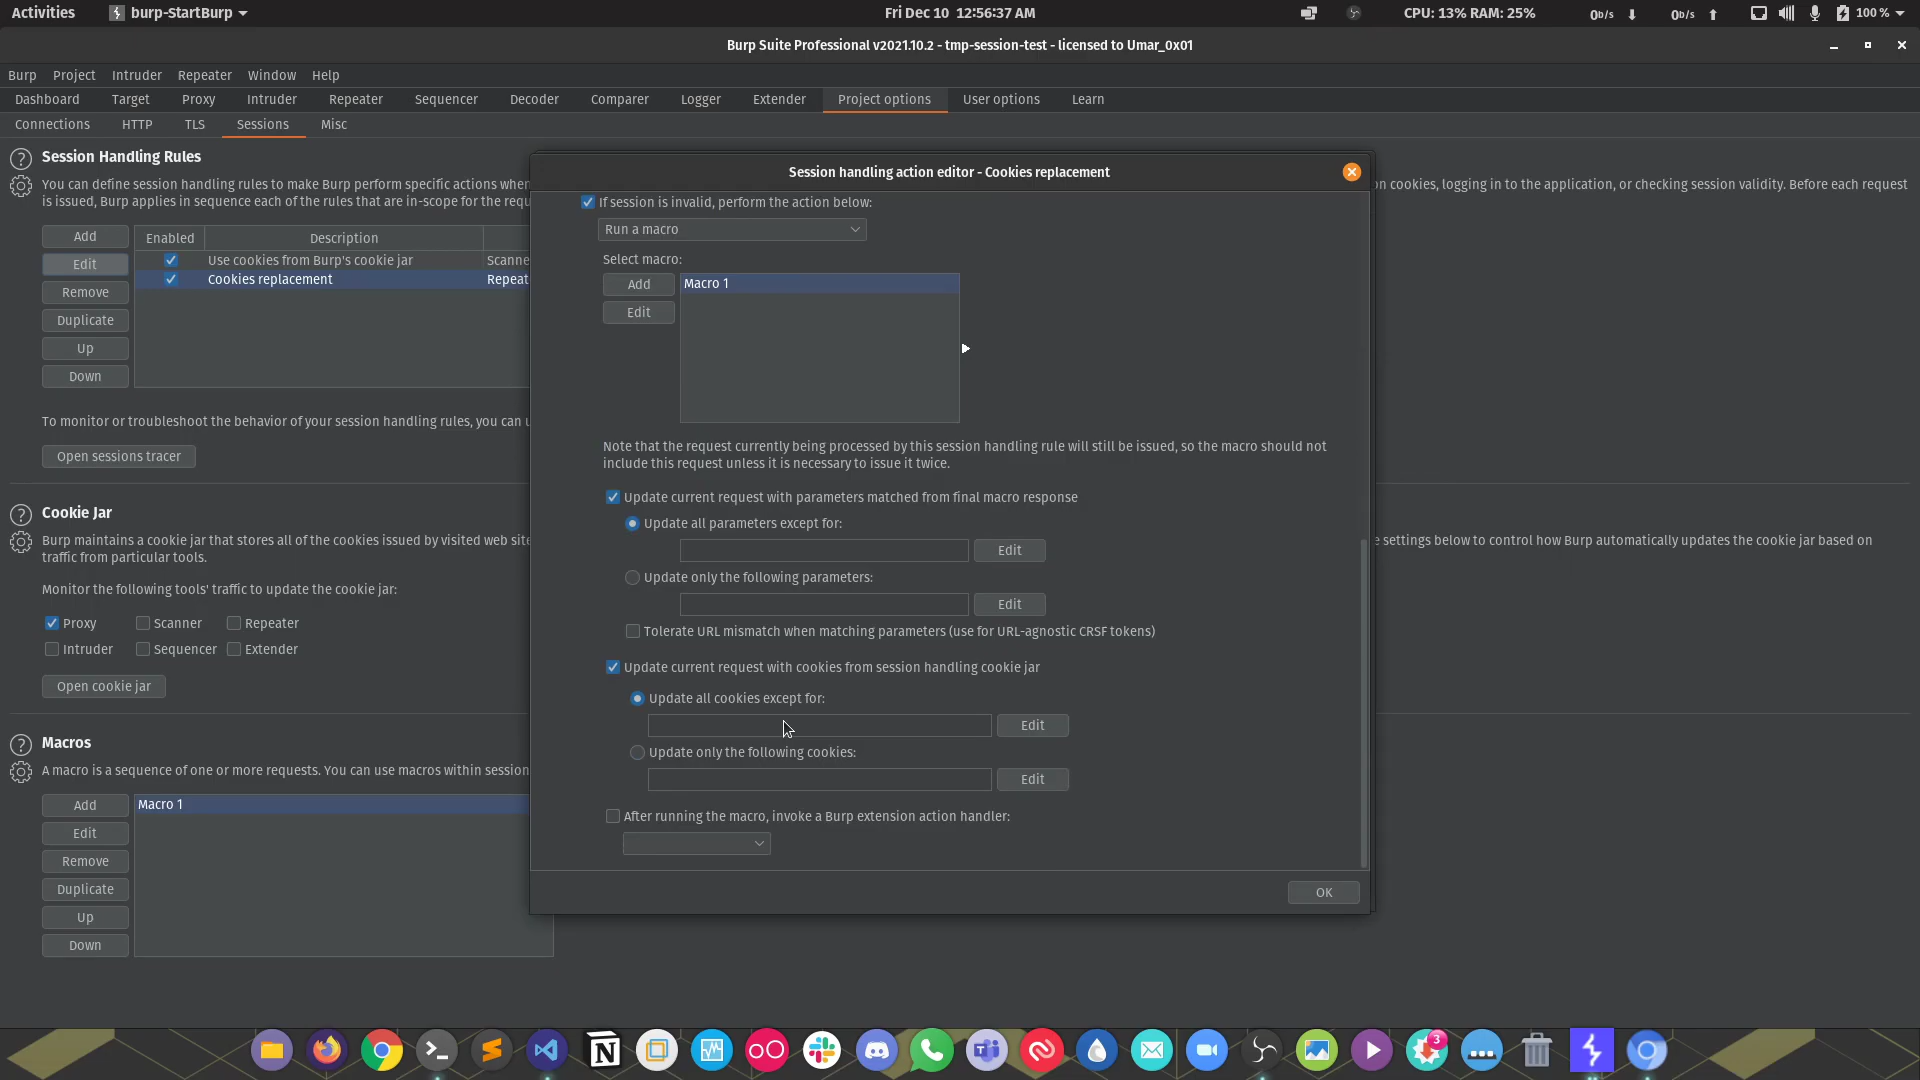 Activities burp-StartBurp Fri Dec 10 12:56:37 AM CPU: 13% RAM: 25% 0b/s 0b/s 100 %
Burp Suite Professional v2021.10.2 - tmp-session-test - licensed to Umar_0x01
Burp Project Intruder Repeater Window Help
Dashboard Target Proxy Intruder Repeater Sequencer Decoder Comparer Logger Extender Project options User options Learn
Connections HTTP TLS Sessions Misc
Session Handling Rules
You can define session handling rules to make Burp perform specific actions when
on cookies, logging in to the application, or checking session validity. Before each request
is issued, Burp applies in sequence each of the rules that are in-scope for the requ
Add
Edit
Remove
Duplicate
Up
Down
Enabled Description
Use cookies from Burp's cookie jar Scanne
Cookies replacement Repeat
To monitor or troubleshoot the behavior of your session handling rules, you can u
Open sessions tracer
Cookie Jar
Burp maintains a cookie jar that stores all of the cookies issued by visited web site
e settings below to control how Burp automatically updates the cookie jar based on
traffic from particular tools.
Monitor the following tools' traffic to update the cookie jar:
Proxy Scanner Repeater
Intruder Sequencer Extender
Open cookie jar
Macros
A macro is a sequence of one or more requests. You can use macros within session
Add
Edit
Remove
Duplicate
Up
Down
Macro 1
Session handling action editor - Cookies replacement
If session is invalid, perform the action below:
Run a macro
Select macro:
Add
Edit
Macro 1
Note that the request currently being processed by this session handling rule will still be issued, so the macro should not
include this request unless it is necessary to issue it twice.
Update current request with parameters matched from final macro response
Update all parameters except for:
Edit
Update only the following parameters:
Edit
Tolerate URL mismatch when matching parameters (use for URL-agnostic CRSF tokens)
Update current request with cookies from session handling cookie jar
Update all cookies except for:
Edit
Update only the following cookies:
Edit
After running the macro, invoke a Burp extension action handler:
OK
3